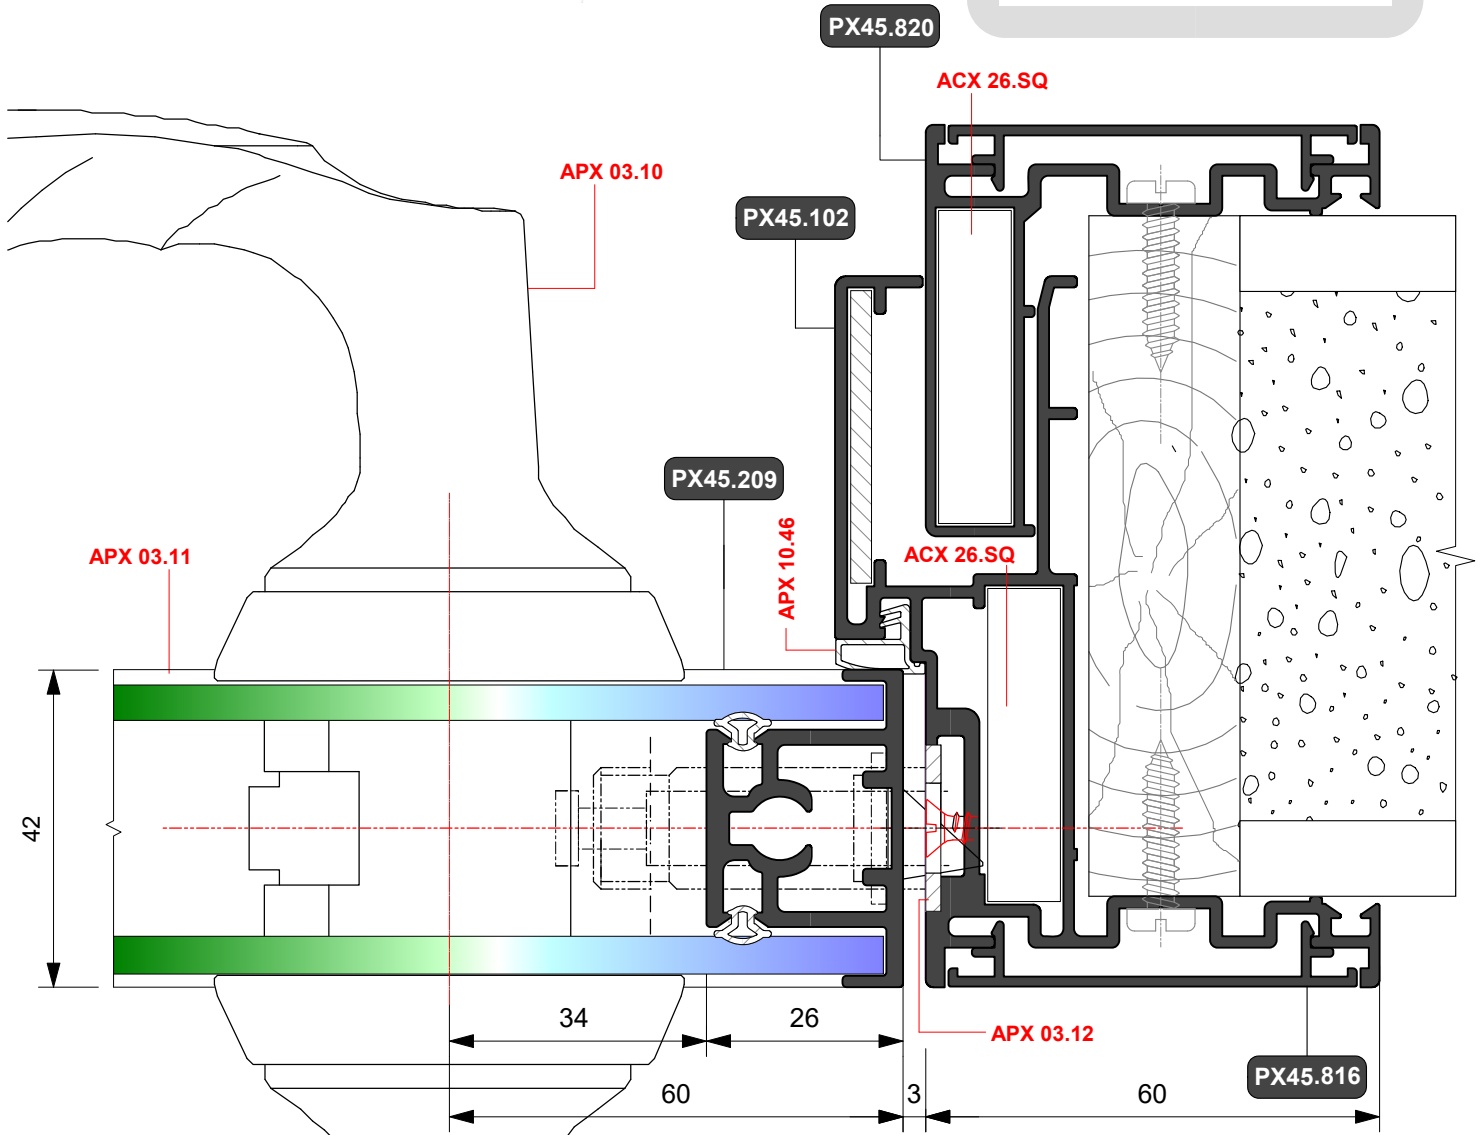 PX45.820
ACX 26.SQ
APX 03.10
PX45.102
PX45.209
APX 10.46
APX 03.11
ACX 26.SQ
42
34
26
APX 03.12
PX45.816
60
3
60